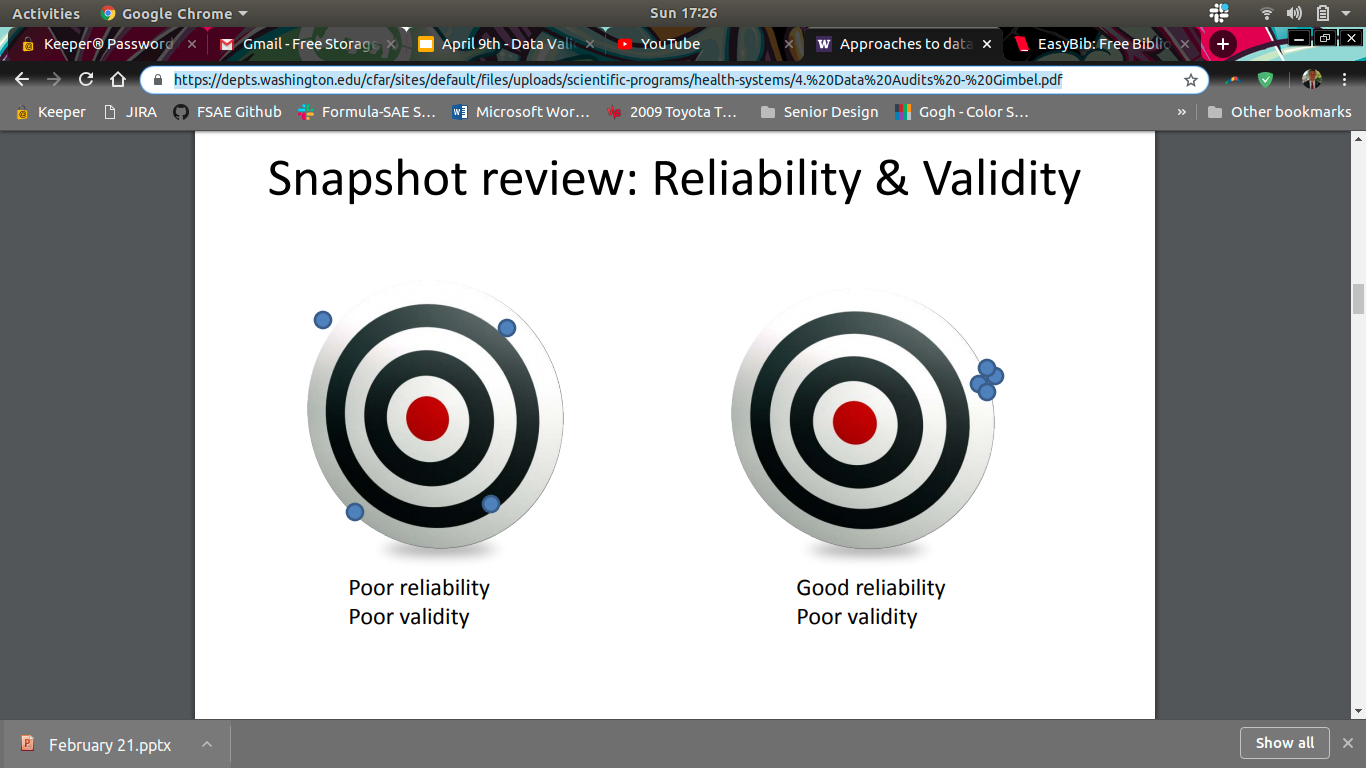 Activities
Google Chrome
Sun 17:26
Keeper® Password
Gmail - Free Storage
April 9th - Data Vali
YouTube
Approaches to data
EasyBib: Free Biblio
https://depts.washington.edu/cfar/sites/default/files/uploads/scientific-programs/health-systems/4.%20Data%20Audits%20-%20Gimbel.pdf
Keeper
JIRA
FSAE Github
Formula-SAE S...
Microsoft Wor...
2009 Toyota T...
Senior Design
Gogh - Color S...
»
Other bookmarks
Snapshot review: Reliability & Validity
Poor reliability
Poor validity
Good reliability
Poor validity
February 21.pptx
Show all